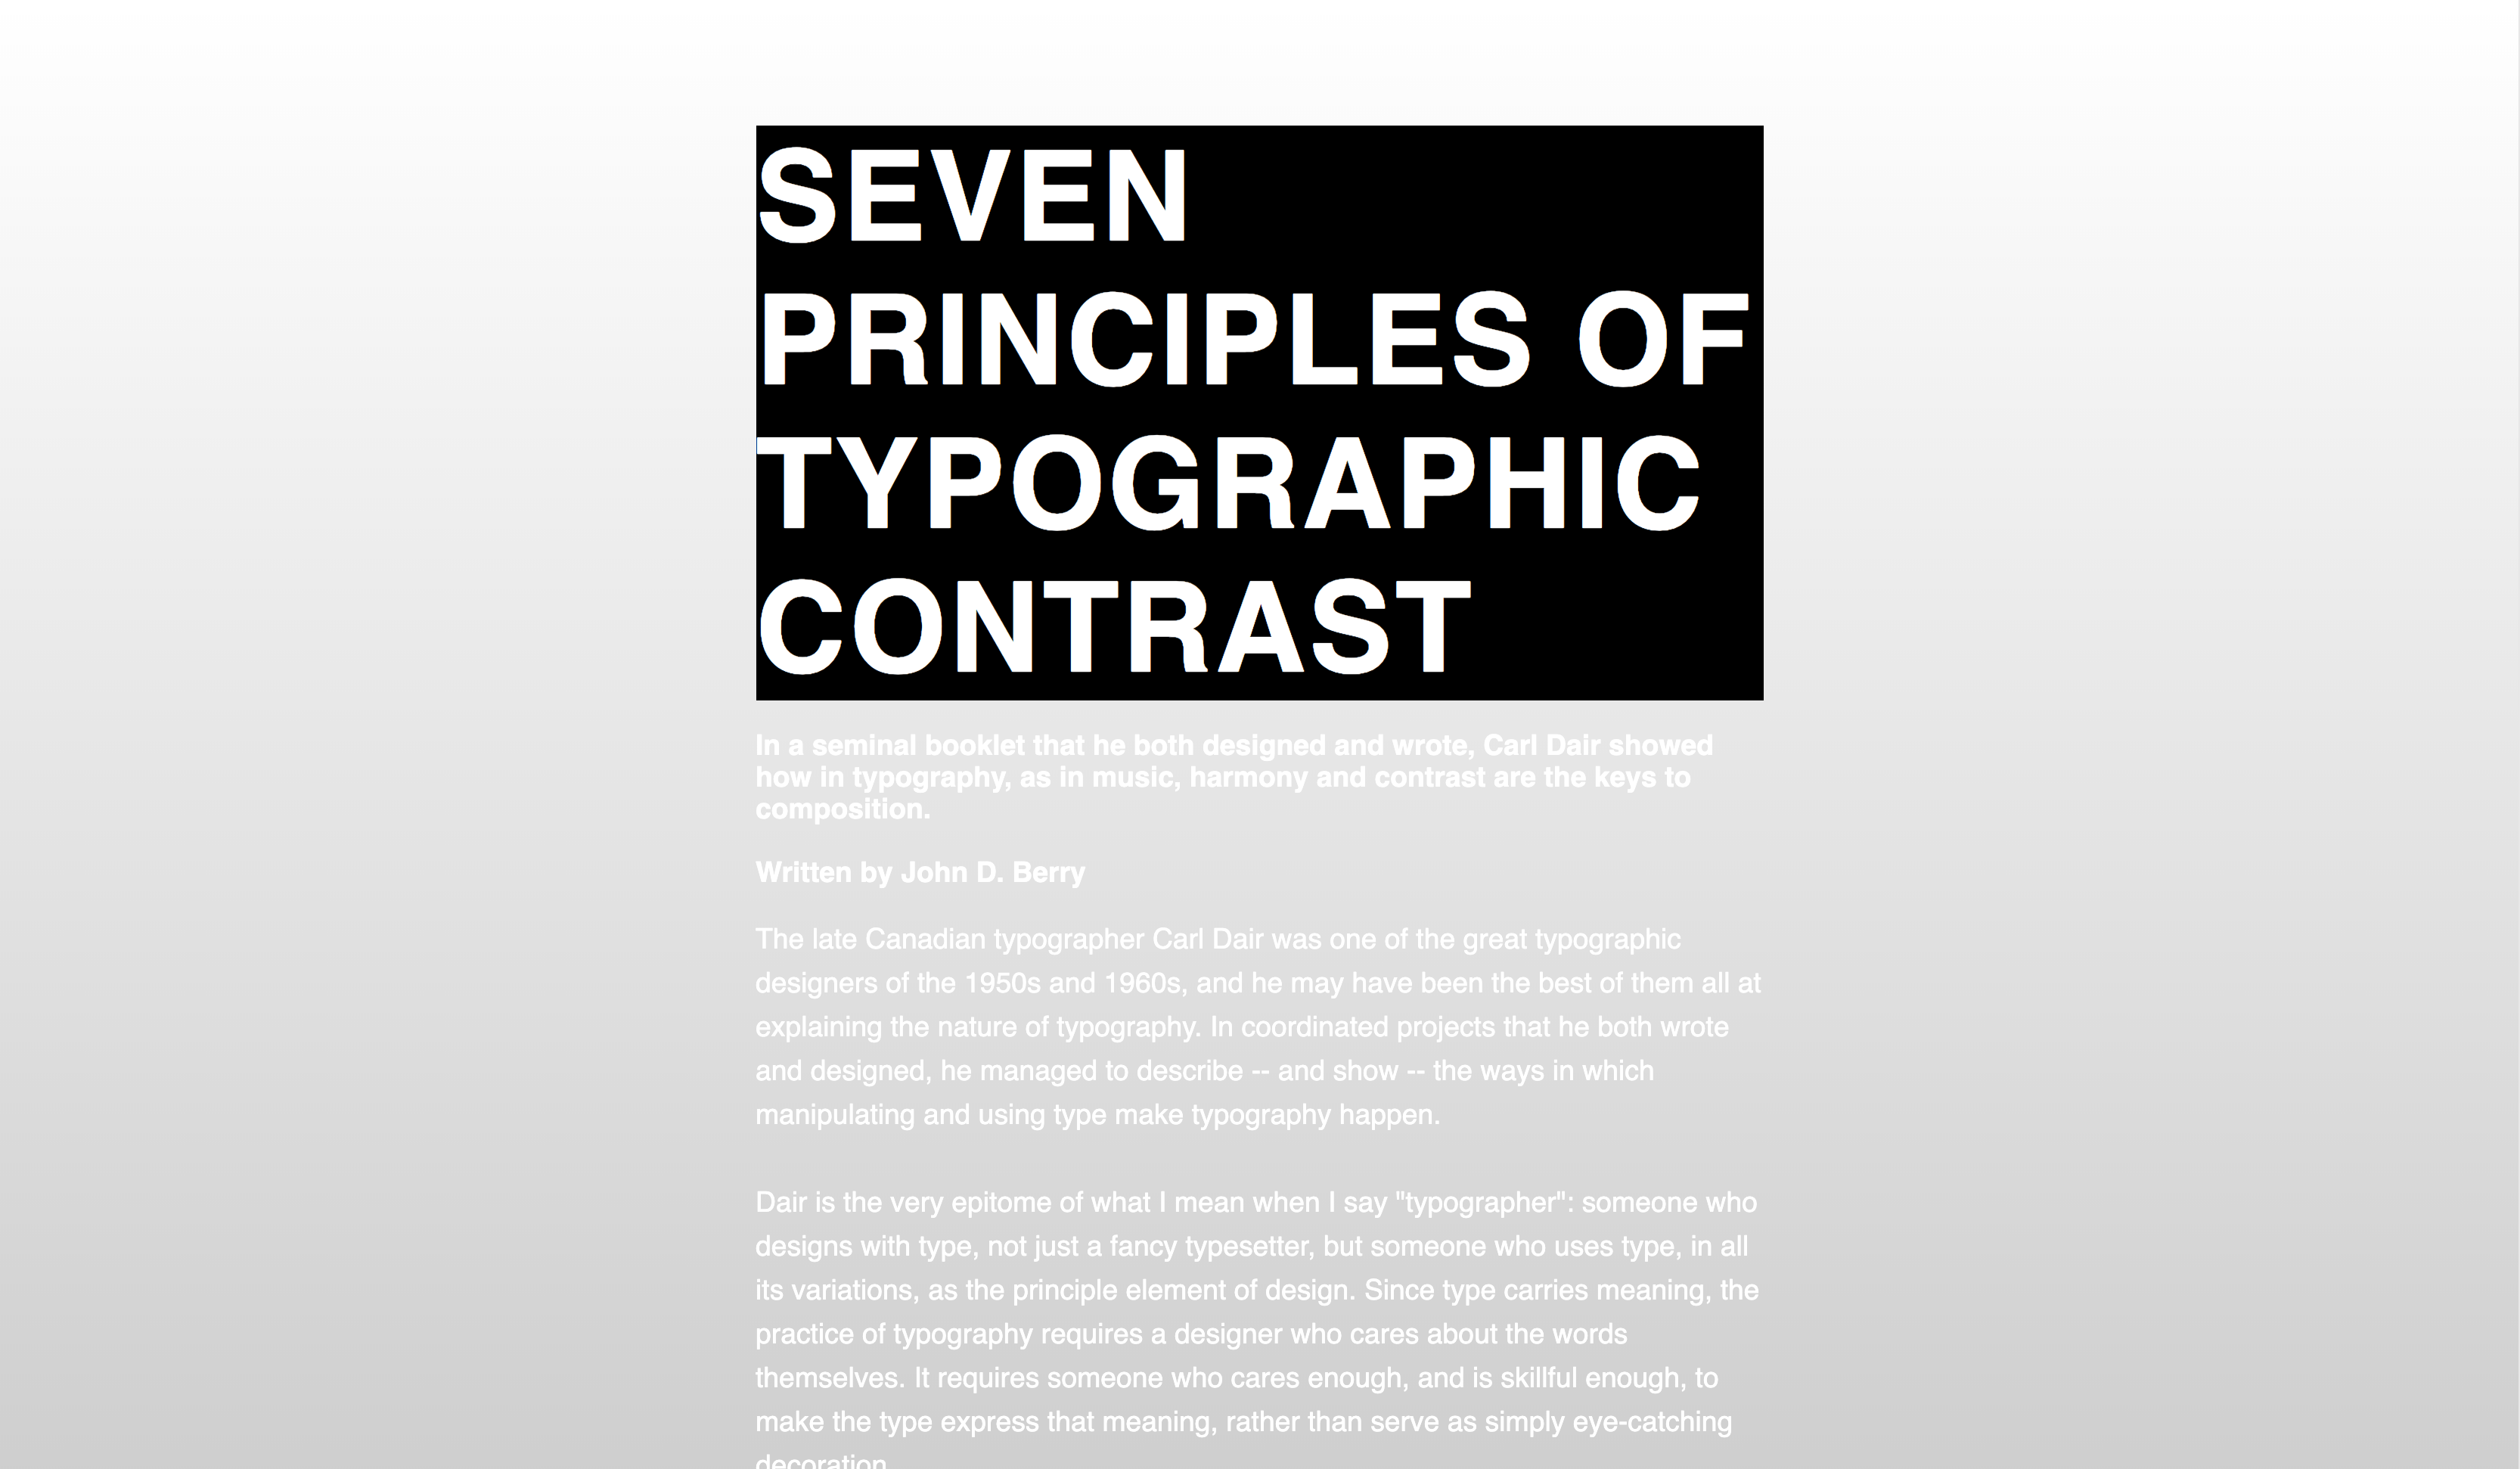 SEVEN
PRINCIPLES OF
TYPOGRAPHIC
CONTRAST
In a seminal booklet that he both designed and wrote, Carl Dair showed
how in typography, as in music, harmony and contrast are the keys to
composition.
Written by John D. Berry
The late Canadian typographer Carl Dair was one of the great typographic
designers of the 1950s and 1960s, and he may have been the best of them all at
explaining the nature of typography. In coordinated projects that he both wrote
and designed, he managed to describe -- and show -- the ways in which
manipulating and using type make typography happen.
Dair is the very epitome of what I mean when I say "typographer": someone who
designs with type, not just a fancy typesetter, but someone who uses type, in all
its variations, as the principle element of design. Since type carries meaning, the
practice of typography requires a designer who cares about the words
themselves. It requires someone who cares enough, and is skillful enough, to
make the type express that meaning, rather than serve as simply eye-catching
decoration.